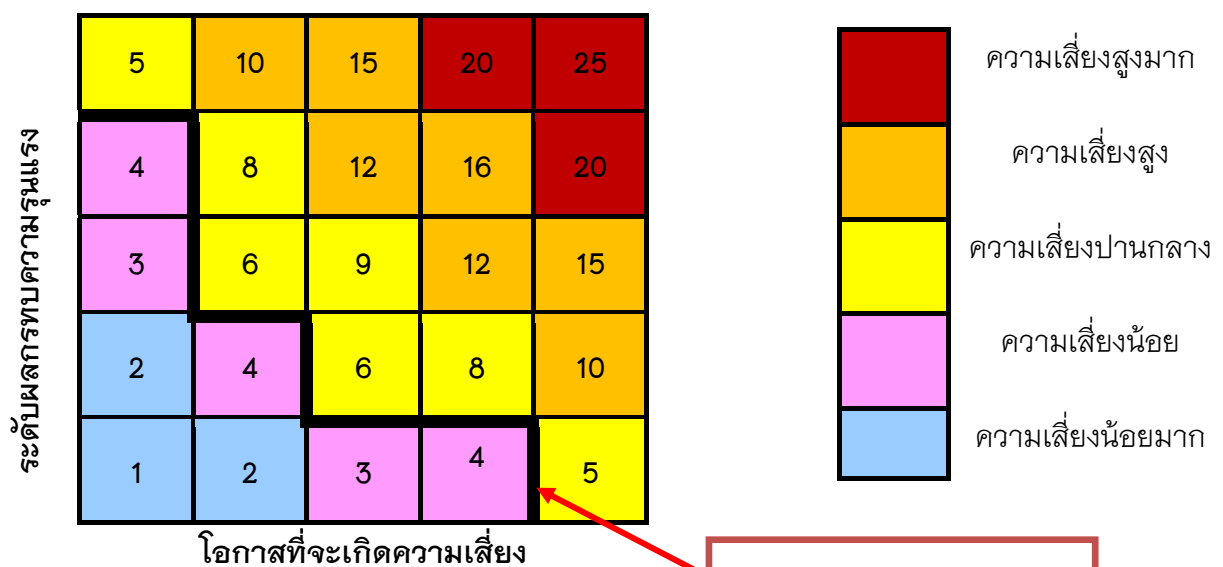 5 10 15 20 25
4 8 12 16 20
3 6 9 12 15
2 4 6 8 10
1 2 3 4 5
ระดับผลกรทบความรุนแรง
โอกาสที่จะเกิดความเสี่ยง
ความเสี่ยงสูงมาก
ความเสี่ยงสูง
ความเสี่ยงปานกลาง
ความเสี่ยงน้อย
ความเสี่ยงน้อยมาก